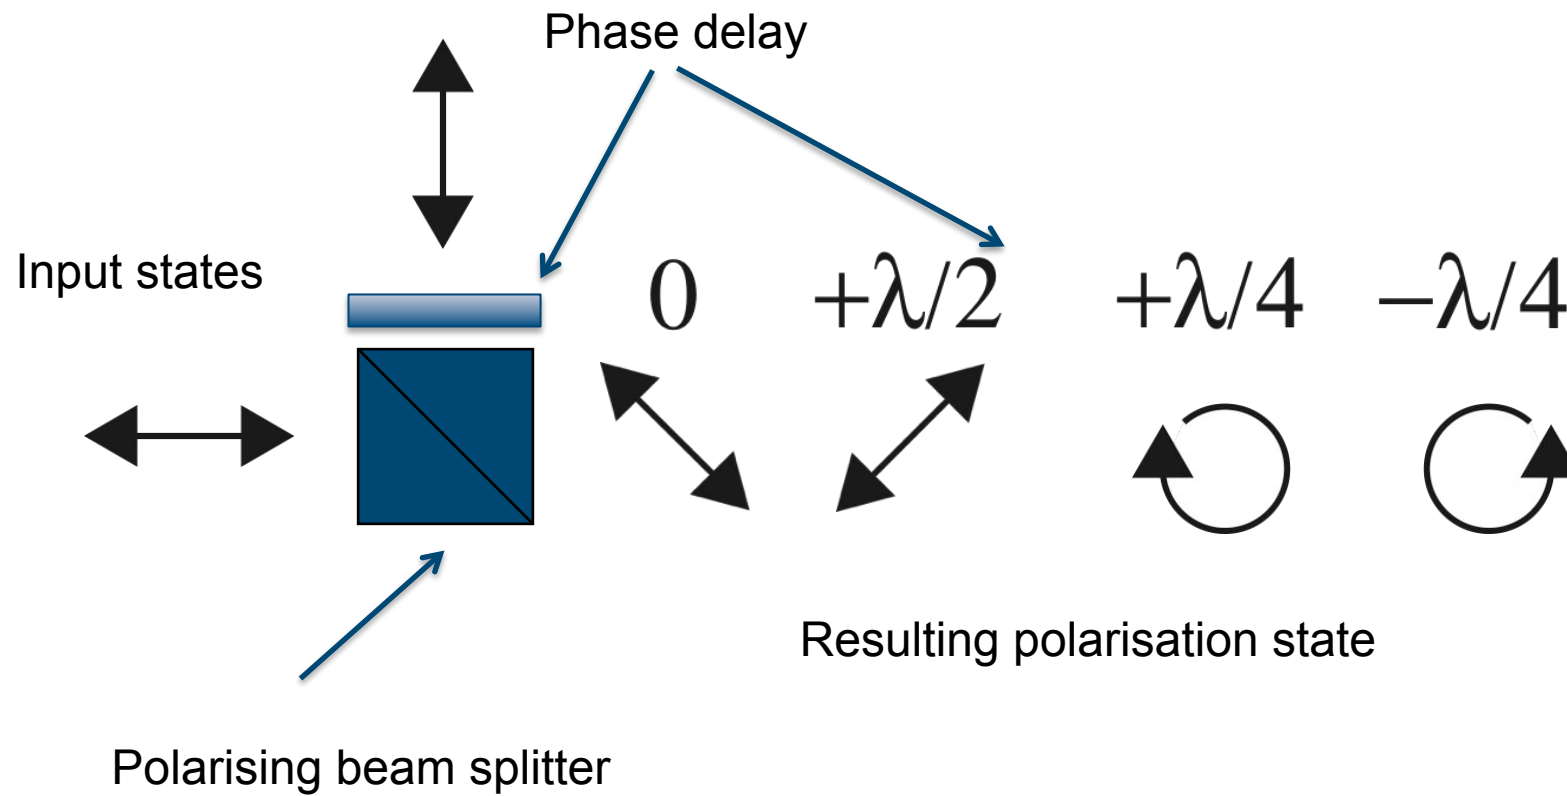 Phase delay
Input states
0 +λ/2 +λ/4 −λ/4
Resulting polarisation state
Polarising beam splitter